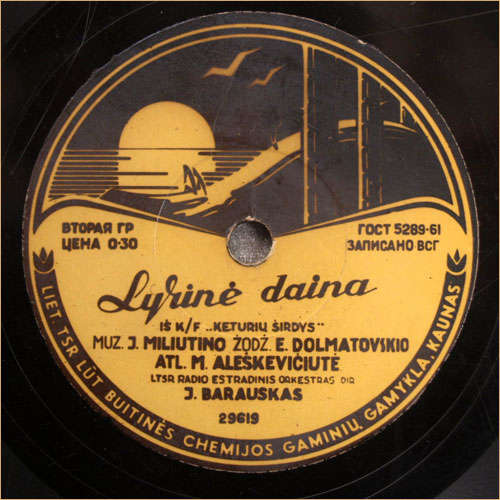 ВТОРАЯ ГР
ЦЕНА 0-30
ГОСТ 5289-61
ЗАПИСАНО ВСГ
Lyrinė daina
IŠ K/F „KETURIŲ ŠIRDYS"
MUZ. J. MILIUTINO ŽODŽ. E. DOLMATOVSKIO
ATL. M. ALEŠKEVIČIUTĖ
LTSR RADIO ESTRADINIS ORKESTRAS DIR
J. BARAUSKAS
29619
LIET. TSR LŪT BUITINĖS CHEMIJOS GAMINIŲ GAMYKLA. KAUNAS